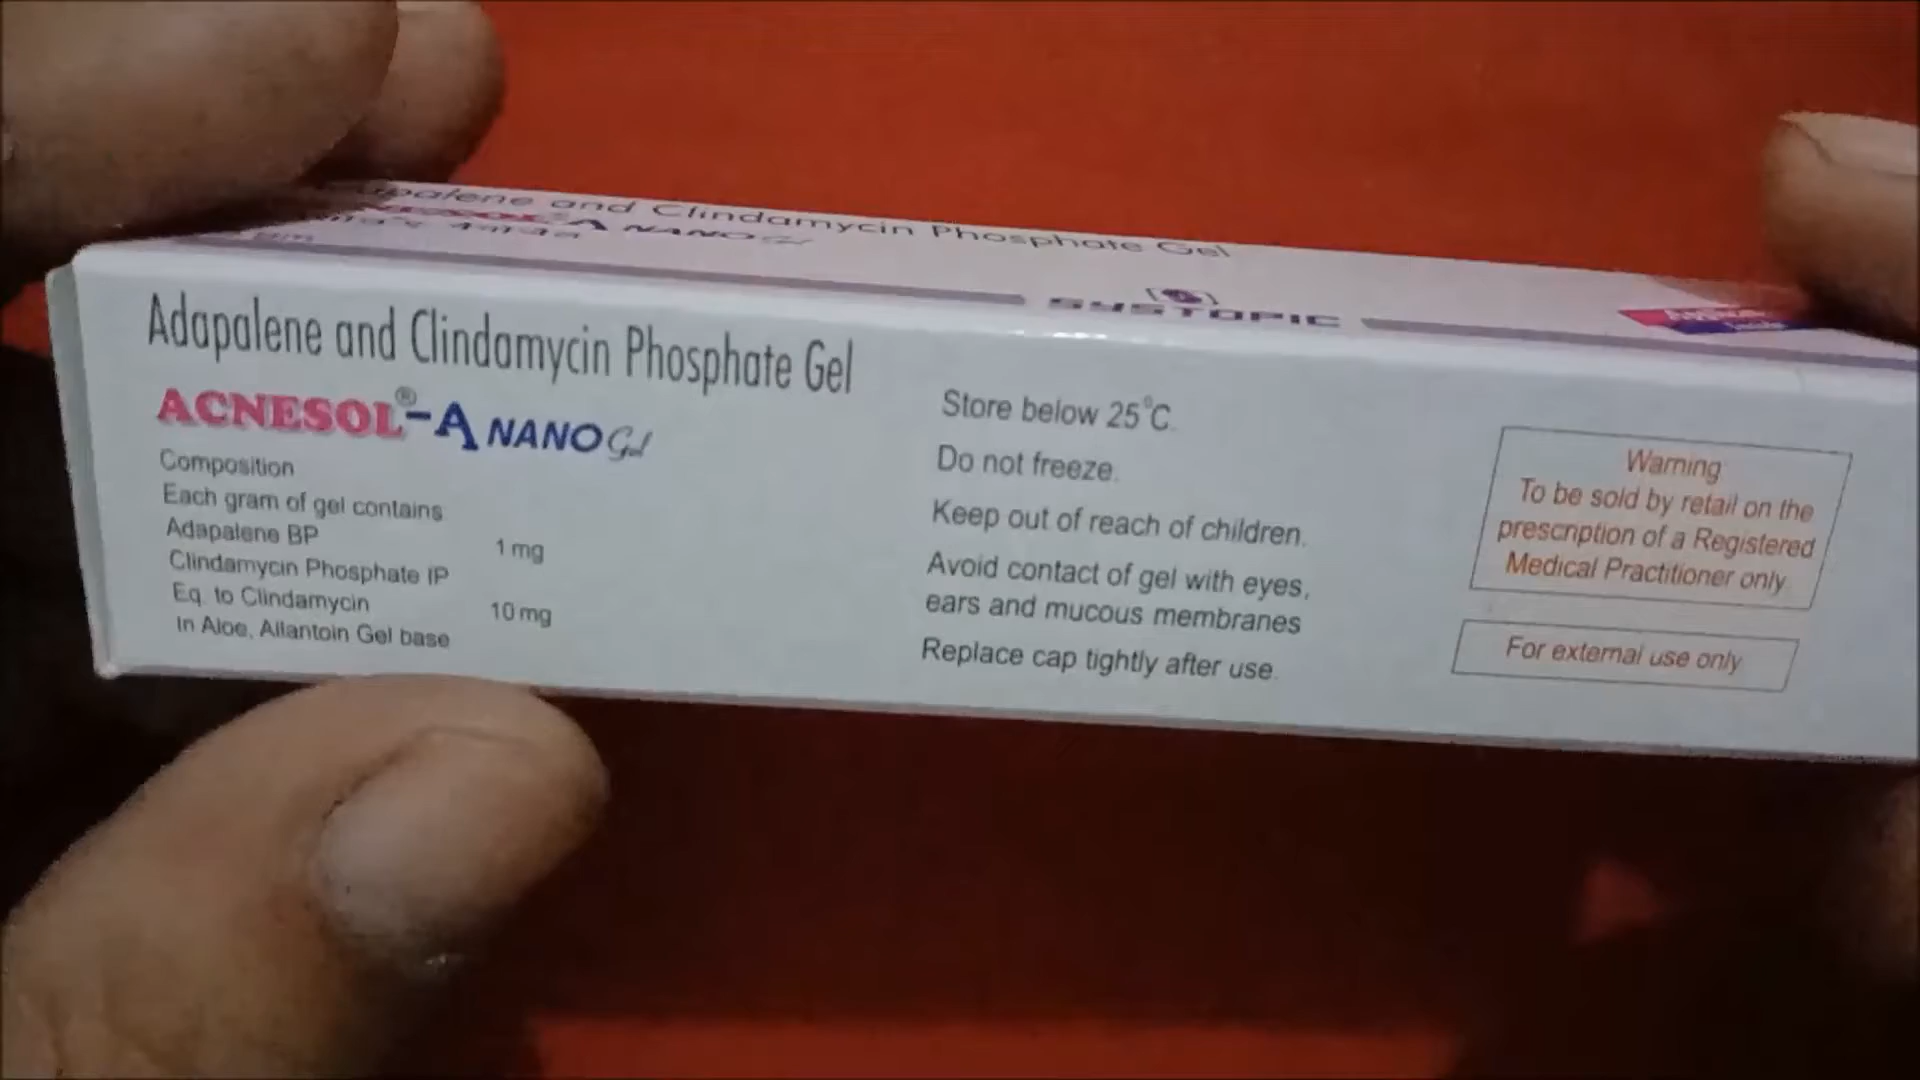 Adapalene and Clindamycin Phosphate Gel
ACNESOL®-A NANO Gel
SYSTOPIC
Adapalene and Clindamycin Phosphate Gel
ACNESOL®-A NANO Gel
Composition
Each gram of gel contains
Adapalene BP 1 mg
Clindamycin Phosphate IP
Eq. to Clindamycin 10 mg
in Aloe, Allantoin Gel base
Store below 25°C.
Do not freeze.
Keep out of reach of children.
Avoid contact of gel with eyes,
ears and mucous membranes
Replace cap tightly after use.
Warning
To be sold by retail on the
prescription of a Registered
Medical Practitioner only
For external use only